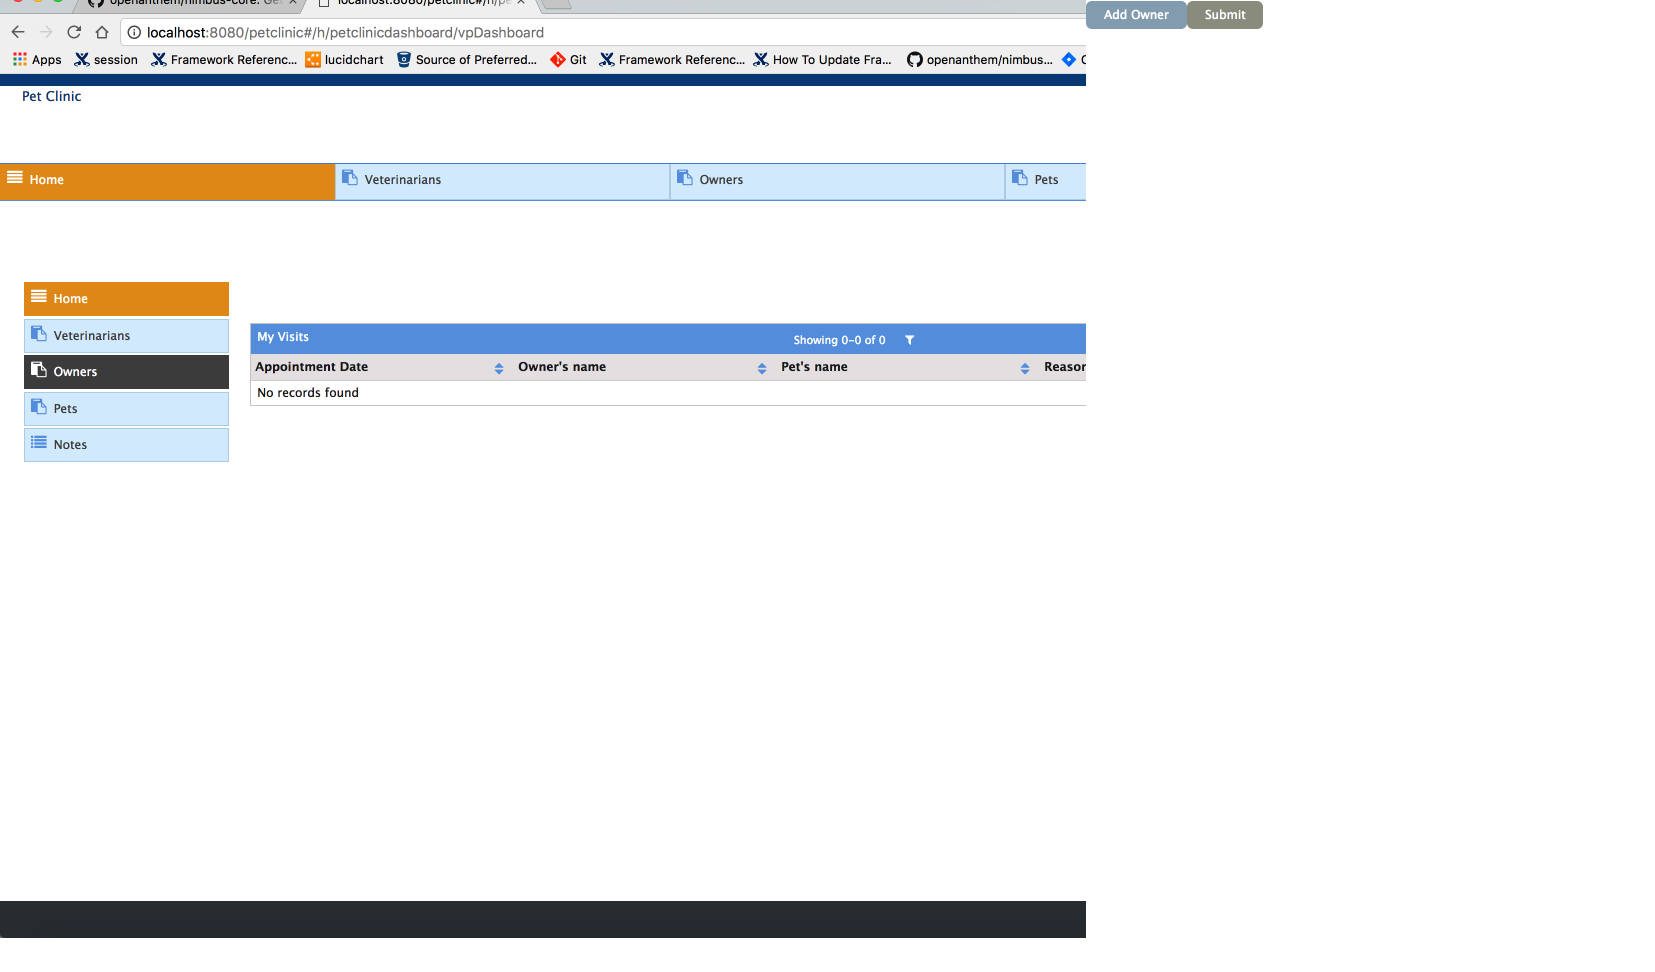 openanthem/nimbus-core: Ge
localhost:8080/petclinic#/h/pe
Add Owner
Submit
localhost:8080/petclinic#/h/petclinicdashboard/vpDashboard
Apps session Framework Referenc... lucidchart Source of Preferred... Git Framework Referenc... How To Update Fra... openanthem/nimbus...
Pet Clinic
Home Veterinarians Owners Pets
Home
Veterinarians
Owners
Pets
Notes
My Visits Showing 0-0 of 0
Appointment Date Owner's name Pet's name Reason
No records found